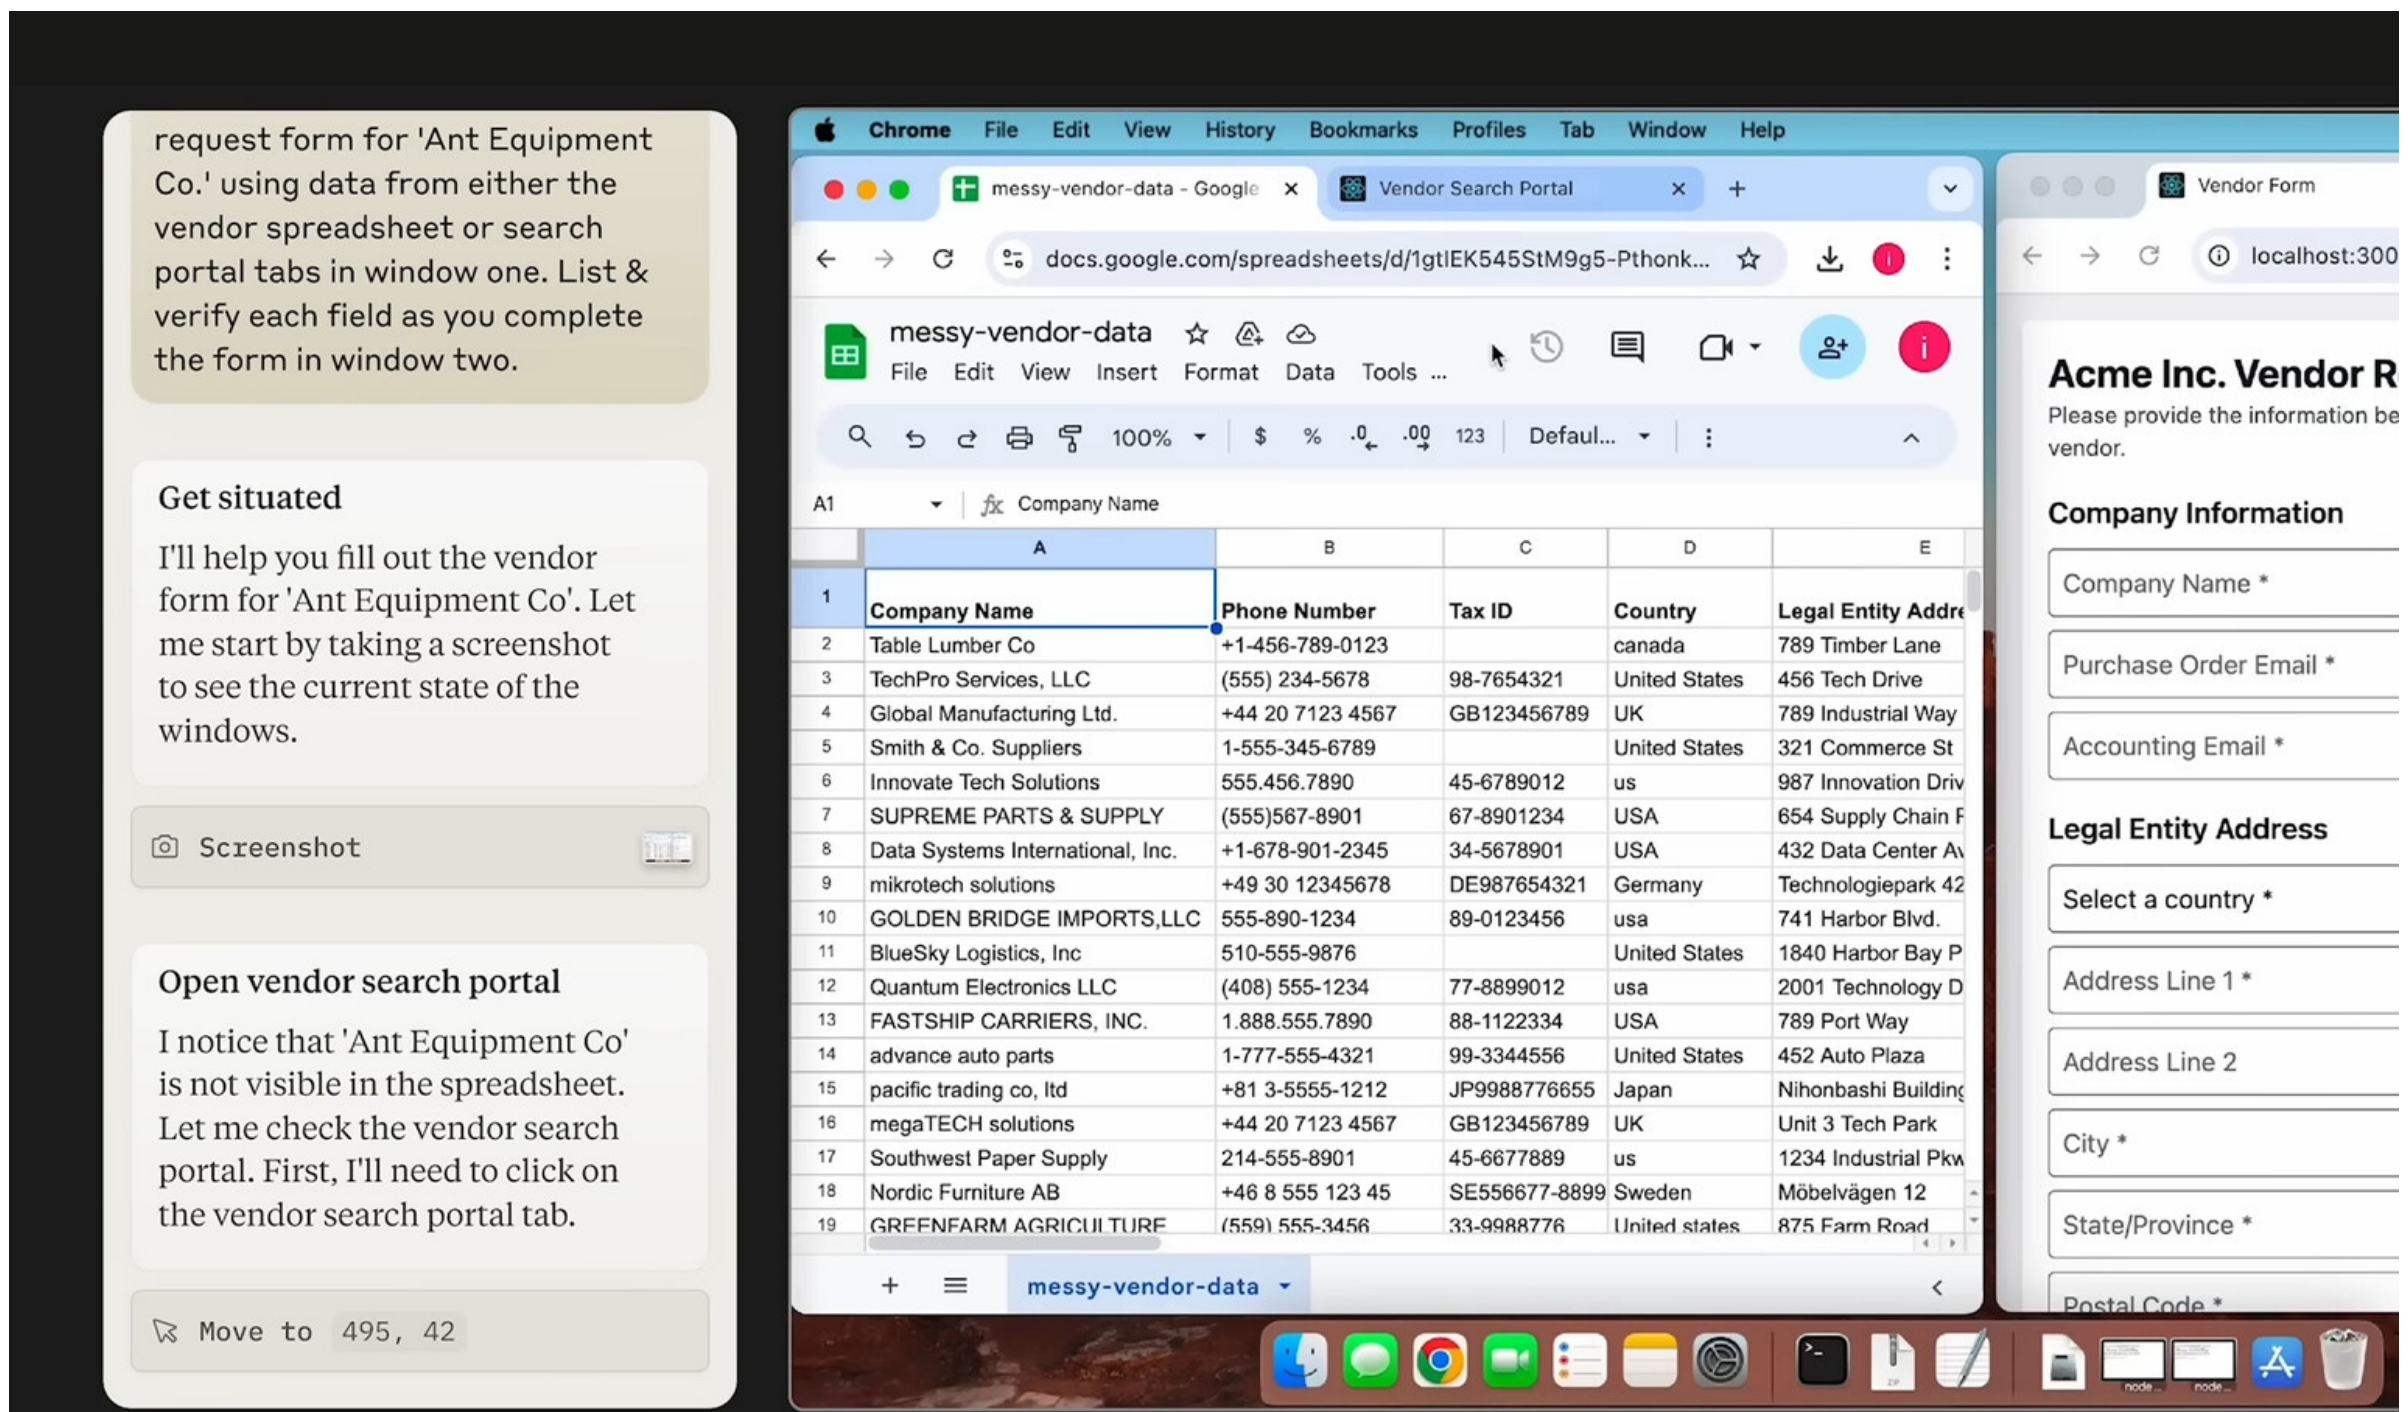 request form for 'Ant Equipment
Co.' using data from either the
vendor spreadsheet or search
portal tabs in window one. List &
verify each field as you complete
the form in window two.
Get situated
I'll help you fill out the vendor
form for 'Ant Equipment Co'. Let
me start by taking a screenshot
to see the current state of the
windows.
Screenshot
Open vendor search portal
I notice that 'Ant Equipment Co'
is not visible in the spreadsheet.
Let me check the vendor search
portal. First, I'll need to click on
the vendor search portal tab.
Move to 495, 42
Chrome File Edit View History Bookmarks Profiles Tab Window Help
messy-vendor-data - Google
Vendor Search Portal
docs.google.com/spreadsheets/d/1gtlEK545StM9g5-Pthonk...
i
messy-vendor-data
File Edit View Insert Format Data Tools ...
i
100% $ % .0 .00 123 Defaul...
A1 fx Company Name
A B C D E
1 Company Name Phone Number Tax ID Country Legal Entity Addre
2 Table Lumber Co +1-456-789-0123 canada 789 Timber Lane
3 TechPro Services, LLC (555) 234-5678 98-7654321 United States 456 Tech Drive
4 Global Manufacturing Ltd. +44 20 7123 4567 GB123456789 UK 789 Industrial Way
5 Smith & Co. Suppliers 1-555-345-6789 United States 321 Commerce St
6 Innovate Tech Solutions 555.456.7890 45-6789012 us 987 Innovation Driv
7 SUPREME PARTS & SUPPLY (555)567-8901 67-8901234 USA 654 Supply Chain
8 Data Systems International, Inc. +1-678-901-2345 34-5678901 USA 432 Data Center Av
9 mikrotech solutions +49 30 12345678 DE987654321 Germany Technologiepark 42
10 GOLDEN BRIDGE IMPORTS,LLC 555-890-1234 89-0123456 usa 741 Harbor Blvd.
11 BlueSky Logistics, Inc 510-555-9876 United States 1840 Harbor Bay P
12 Quantum Electronics LLC (408) 555-1234 77-8899012 usa 2001 Technology D
13 FASTSHIP CARRIERS, INC. 1.888.555.7890 88-1122334 USA 789 Port Way
14 advance auto parts 1-777-555-4321 99-3344556 United States 452 Auto Plaza
15 pacific trading co, ltd +81 3-5555-1212 JP9988776655 Japan Nihonbashi Building
16 megaTECH solutions +44 20 7123 4567 GB123456789 UK Unit 3 Tech Park
17 Southwest Paper Supply 214-555-8901 45-6677889 us 1234 Industrial Pkw
18 Nordic Furniture AB +46 8 555 123 45 SE556677-8899 Sweden Möbelvägen 12
19 GREENFARM AGRICULTURE (559) 555-3456 33-9988776 United states 875 Farm Road
messy-vendor-data
Vendor Form
localhost:300
Acme Inc. Vendor R
Please provide the information be
vendor.
Company Information
Company Name *
Purchase Order Email *
Accounting Email *
Legal Entity Address
Select a country *
Address Line 1 *
Address Line 2
City *
State/Province *
Postal Code *
ZIP
node...
node...